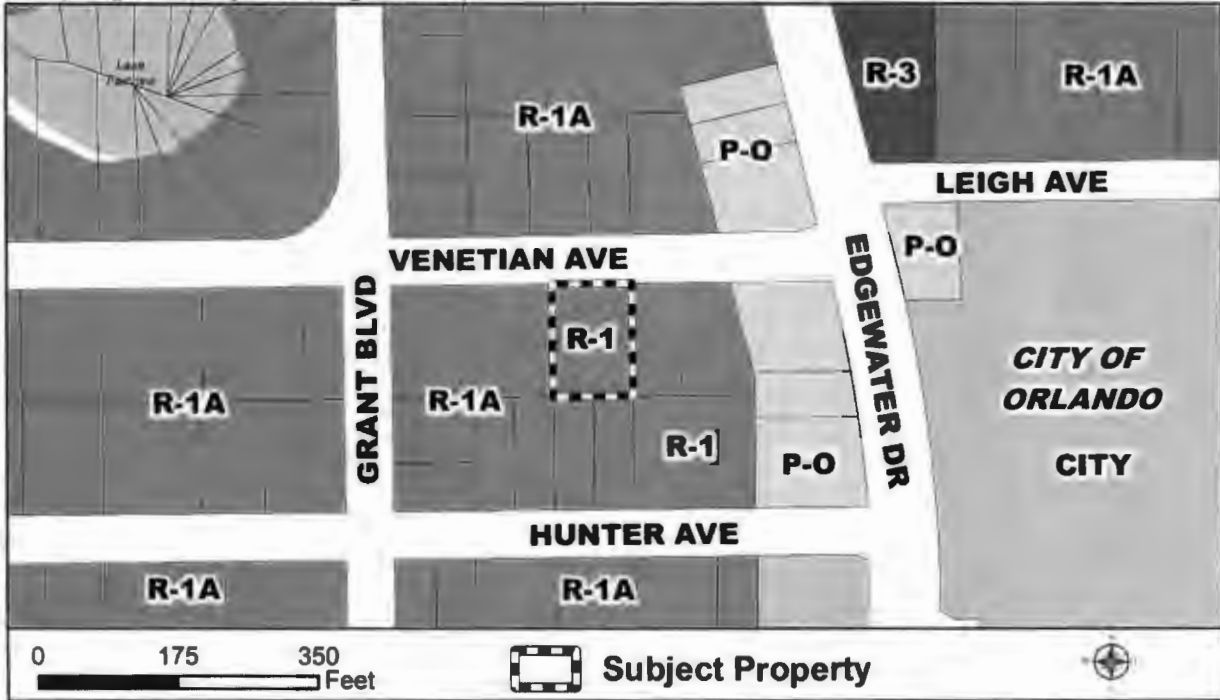 R-3
R-1A
Lake
R-1A
P-O
LEIGH AVE
VENETIAN AVE
P-O
GRANT BLVD
EDGEWATER DR
R-1
CITY OF
ORLANDO
R-1A
R-1A
R-1
P-O
CITY
HUNTER AVE
R-1A
R-1A
0 175 350
Feet
Subject Property